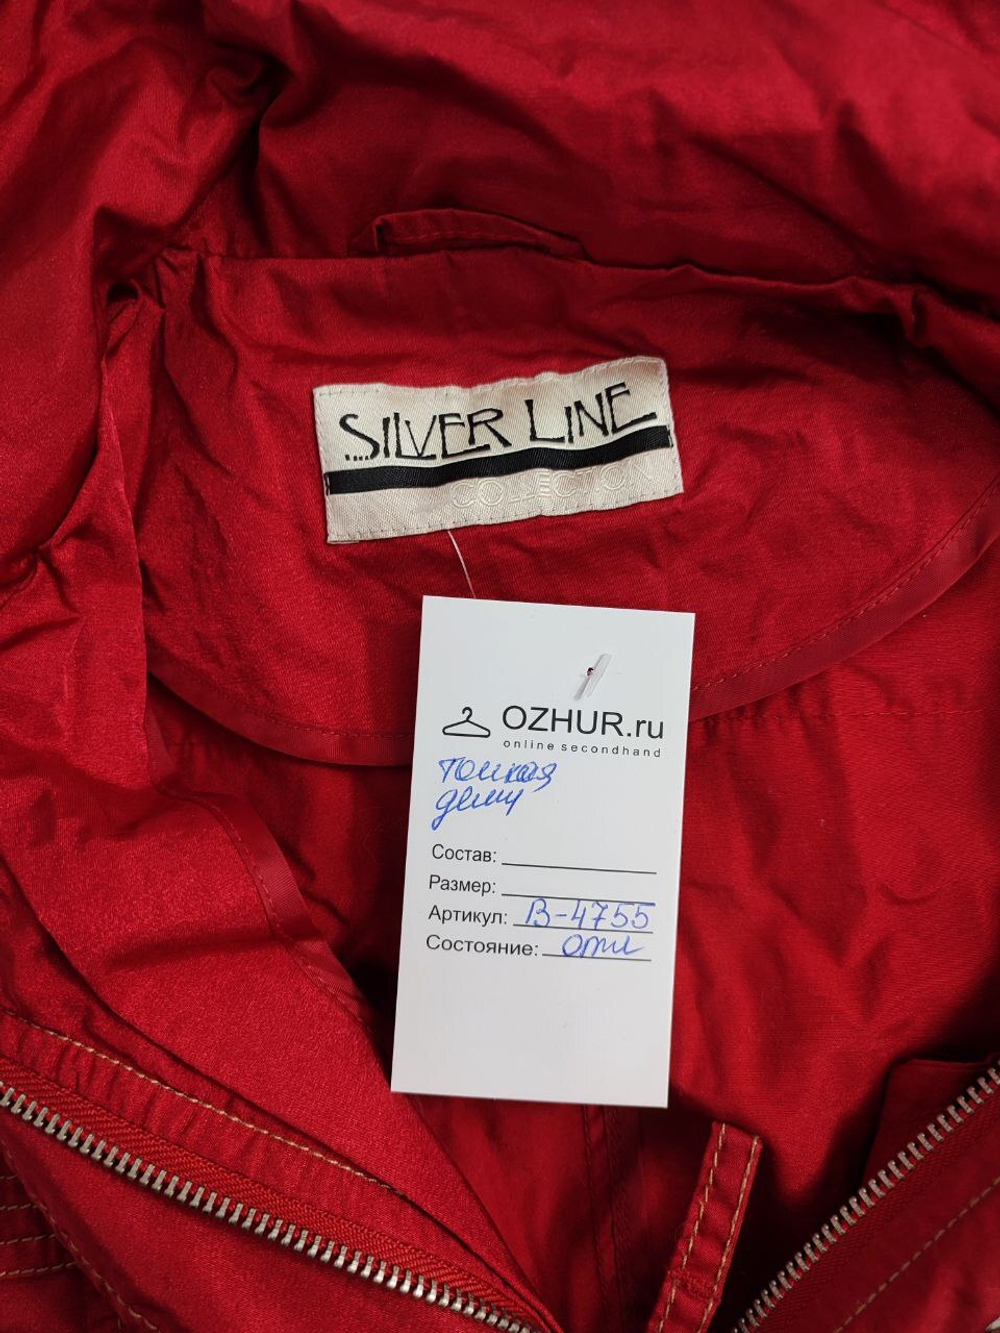 SILVER LINE
COLLECTION
OZHUR.ru
online secondhand
тонкая
деми
Состав:
Размер:
Артикул: В-4755
Состояние: отл